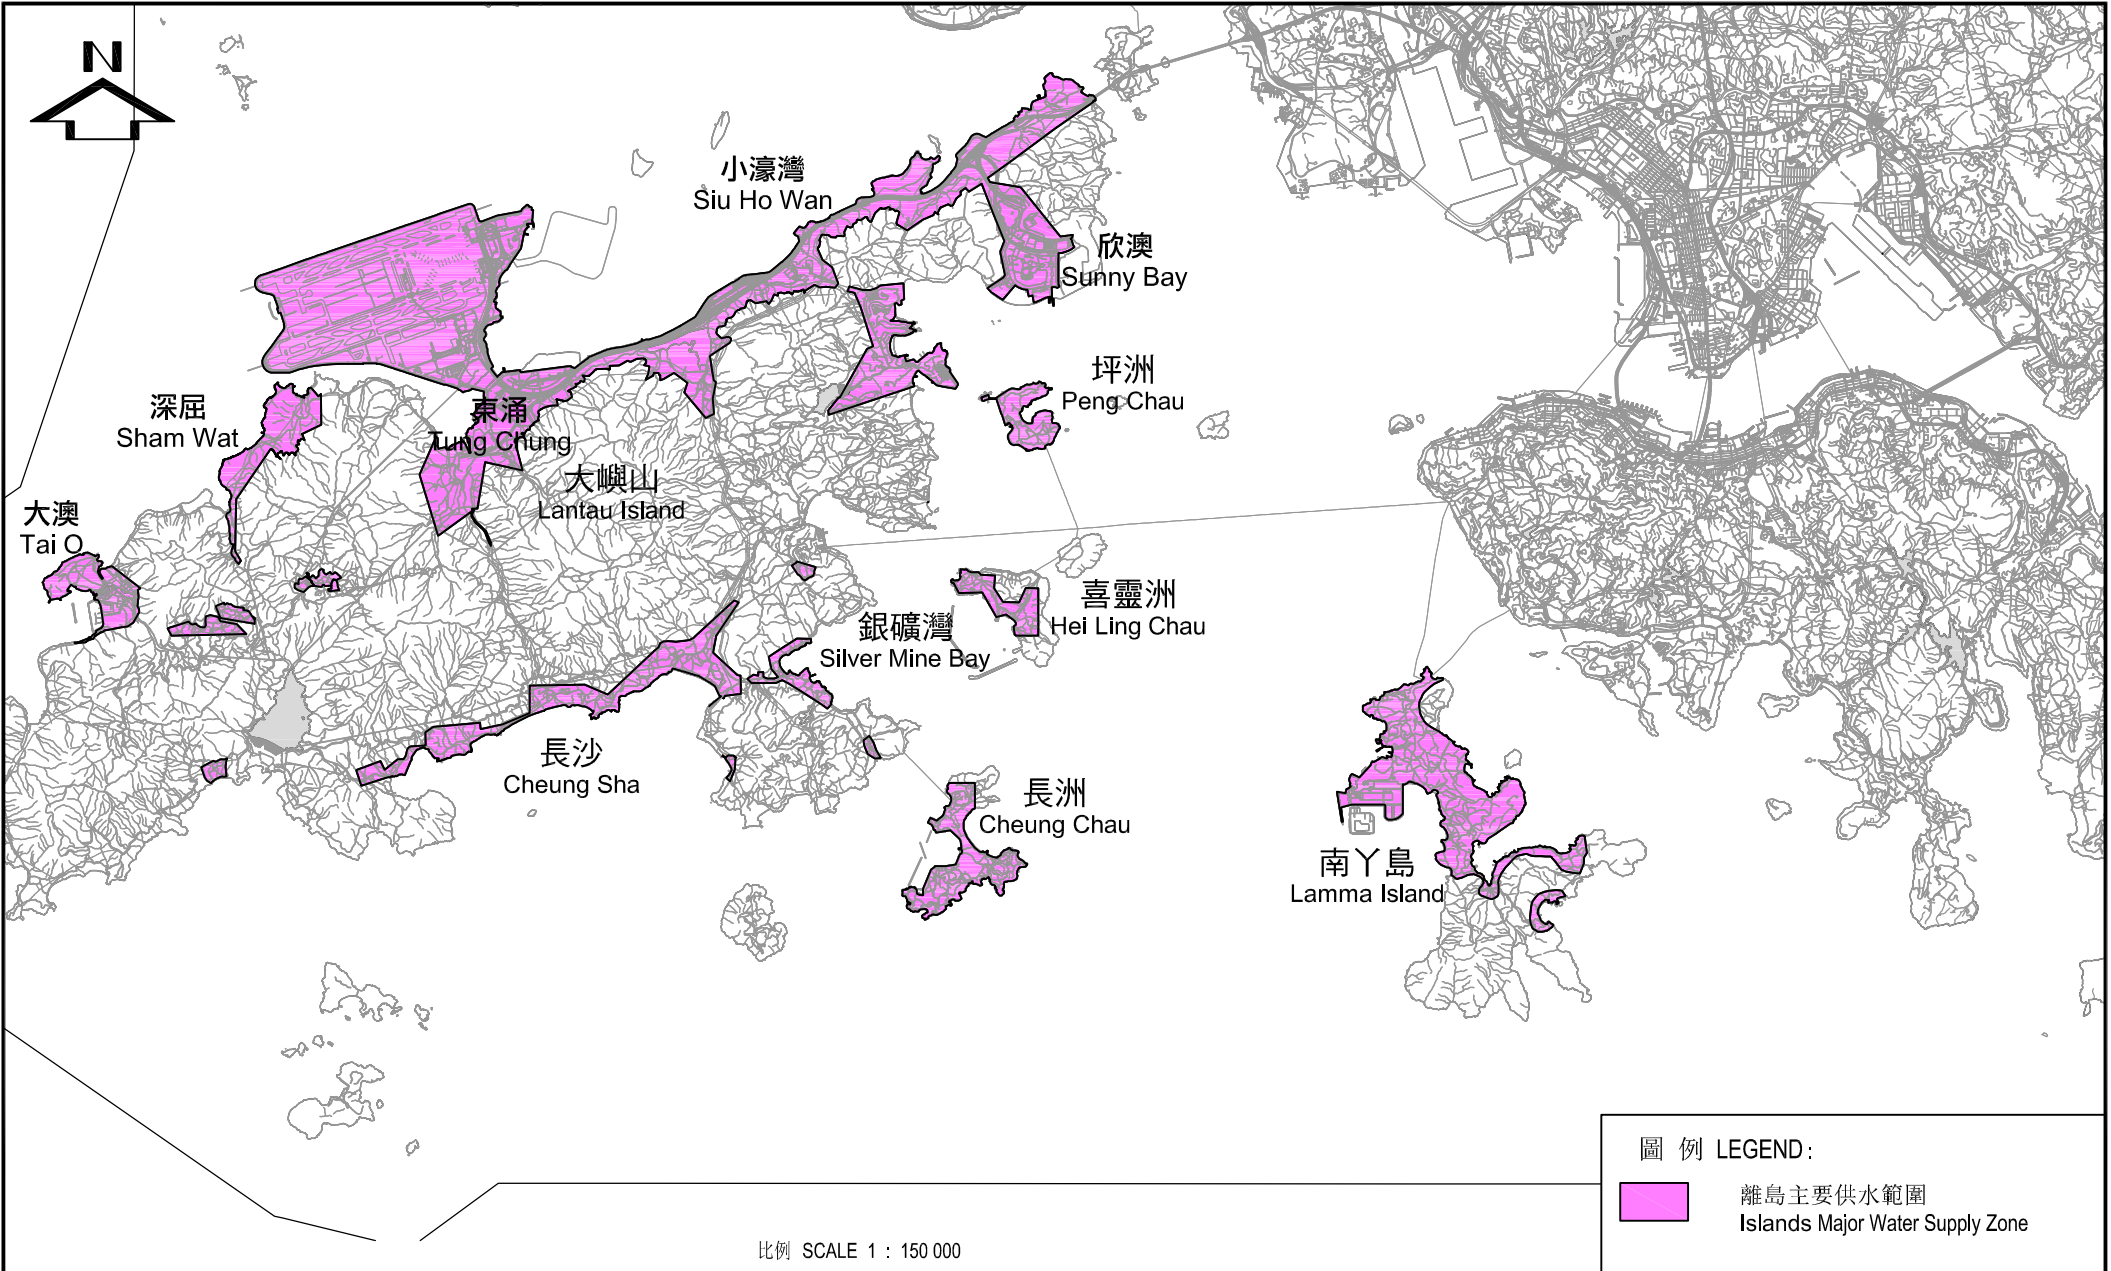 N
小濠灣
Siu Ho Wan
欣澳
Sunny Bay
坪洲
Peng Chau
深屈
Sham Wat
東涌
Tung Chung
大嶼山
Lantau Island
大澳
Tai O
喜靈洲
Hei Ling Chau
銀礦灣
Silver Mine Bay
長沙
Cheung Sha
長洲
Cheung Chau
南丫島
Lamma Island
圖 例 LEGEND :
離島主要供水範圍
Islands Major Water Supply Zone
比例 SCALE 1 : 150 000